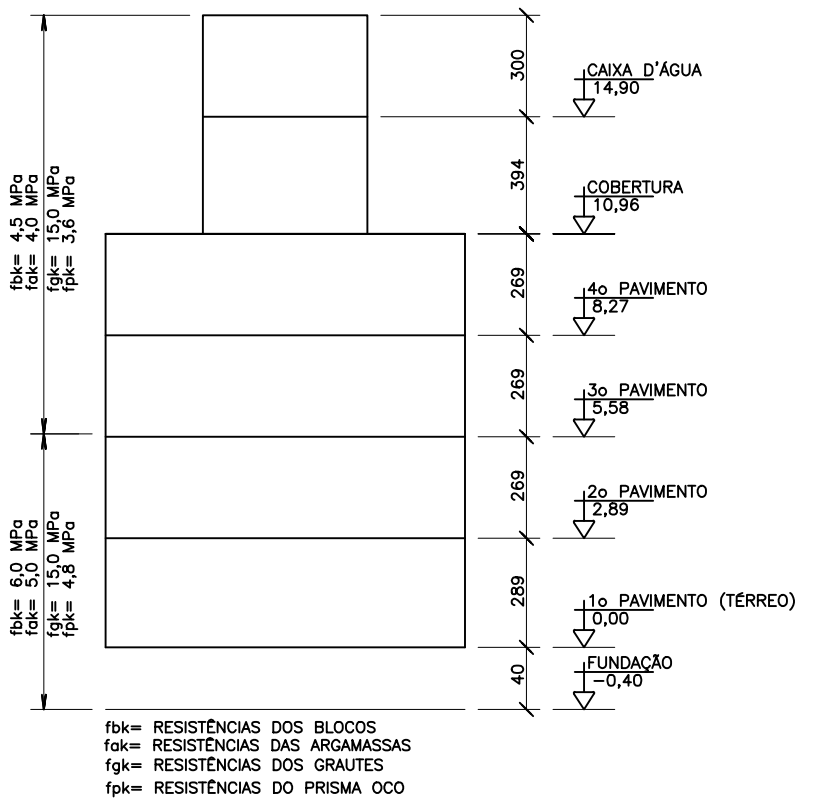 300
CAIXA D'ÁGUA
14,90
394
COBERTURA
10,96
fbk= 4,5 MPa
fak= 4,0 MPa
fgk= 15,0 MPa
fpk= 3,6 MPa
269
4o PAVIMENTO
8,27
269
3o PAVIMENTO
5,58
269
2o PAVIMENTO
2,89
fbk= 6,0 MPa
fak= 5,0 MPa
fgk= 15,0 MPa
fpk= 4,8 MPa
289
1o PAVIMENTO (TÉRREO)
0,00
40
FUNDAÇÃO
-0,40
fbk= RESISTÊNCIAS DOS BLOCOS
fak= RESISTÊNCIAS DAS ARGAMASSAS
fgk= RESISTÊNCIAS DOS GRAUTES
fpk= RESISTÊNCIAS DO PRISMA OCO